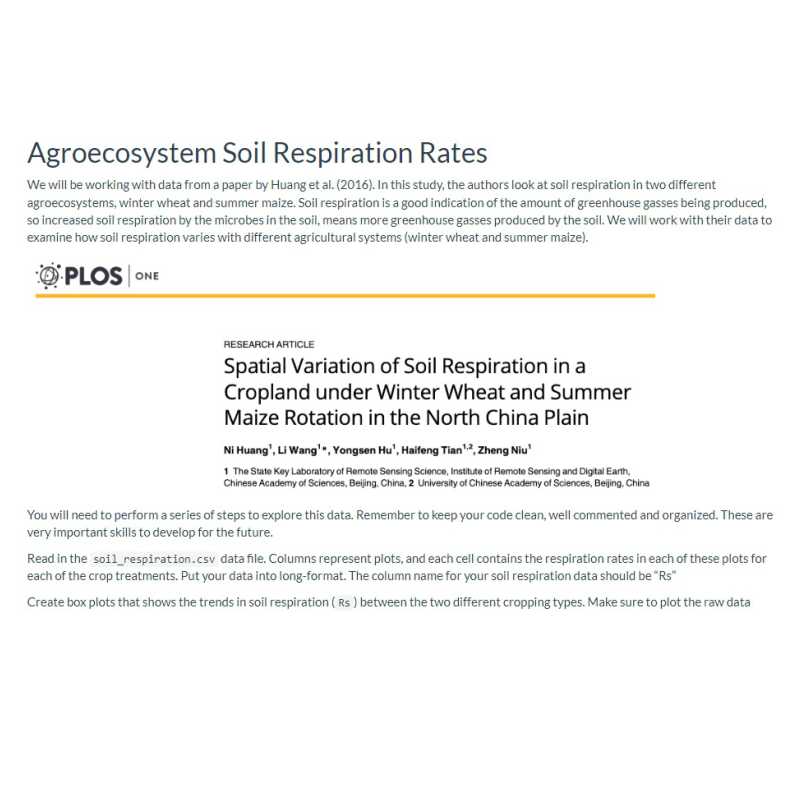 Agroecosystem Soil Respiration Rates
We will be working with data from a paper by Huang et al. (2016). In this study, the authors look at soil respiration in two different
agroecosystems, winter wheat and summer maize. Soil respiration is a good indication of the amount of greenhouse gasses being produced,
so increased soil respiration by the microbes in the soil, means more greenhouse gasses produced by the soil. We will work with their data to
examine how soil respiration varies with different agricultural systems (winter wheat and summer maize).
PLOS | ONE
RESEARCH ARTICLE
Spatial Variation of Soil Respiration in a
Cropland under Winter Wheat and Summer
Maize Rotation in the North China Plain
Ni Huang¹, Li Wang¹*, Yongsen Hu¹, Haifeng Tian¹,², Zheng Niu¹
1 The State Key Laboratory of Remote Sensing Science, Institute of Remote Sensing and Digital Earth,
Chinese Academy of Sciences, Beijing, China, 2 University of Chinese Academy of Sciences, Beijing, China
You will need to perform a series of steps to explore this data. Remember to keep your code clean, well commented and organized. These are
very important skills to develop for the future.
Read in the soil_respiration.csv data file. Columns represent plots, and each cell contains the respiration rates in each of these plots for
each of the crop treatments. Put your data into long-format. The column name for your soil respiration data should be “Rs”
Create box plots that shows the trends in soil respiration ( Rs ) between the two different cropping types. Make sure to plot the raw data